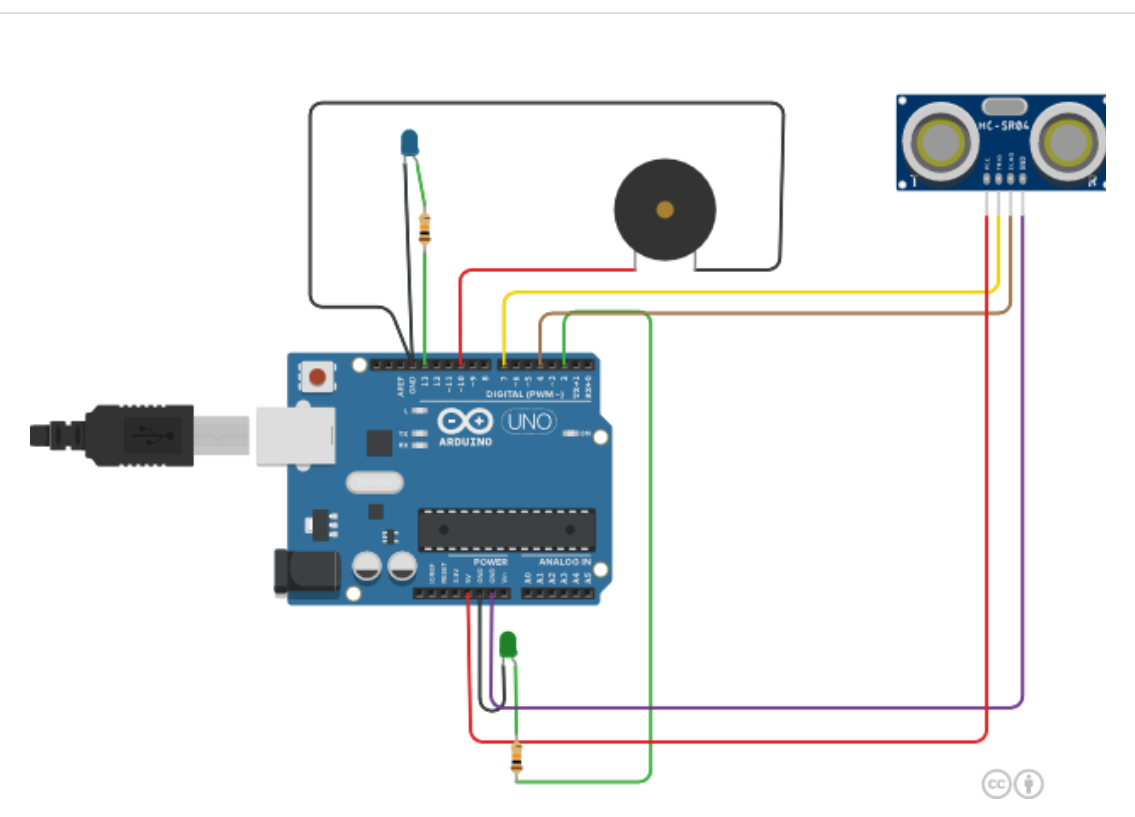 HC-SR04
VCC
TRIG
ECHO
GND
T
R
AREF
GND
13
12
~11
~10
~9
8
7
~6
~5
4
~3
2
TX→1
RX←0
DIGITAL (PWM~)
L
TX
RX
UNO
ON
ARDUINO
POWER
ANALOG IN
IOREF
RESET
3.3V
5V
GND
GND
Vin
A0
A1
A2
A3
A4
A5
cc